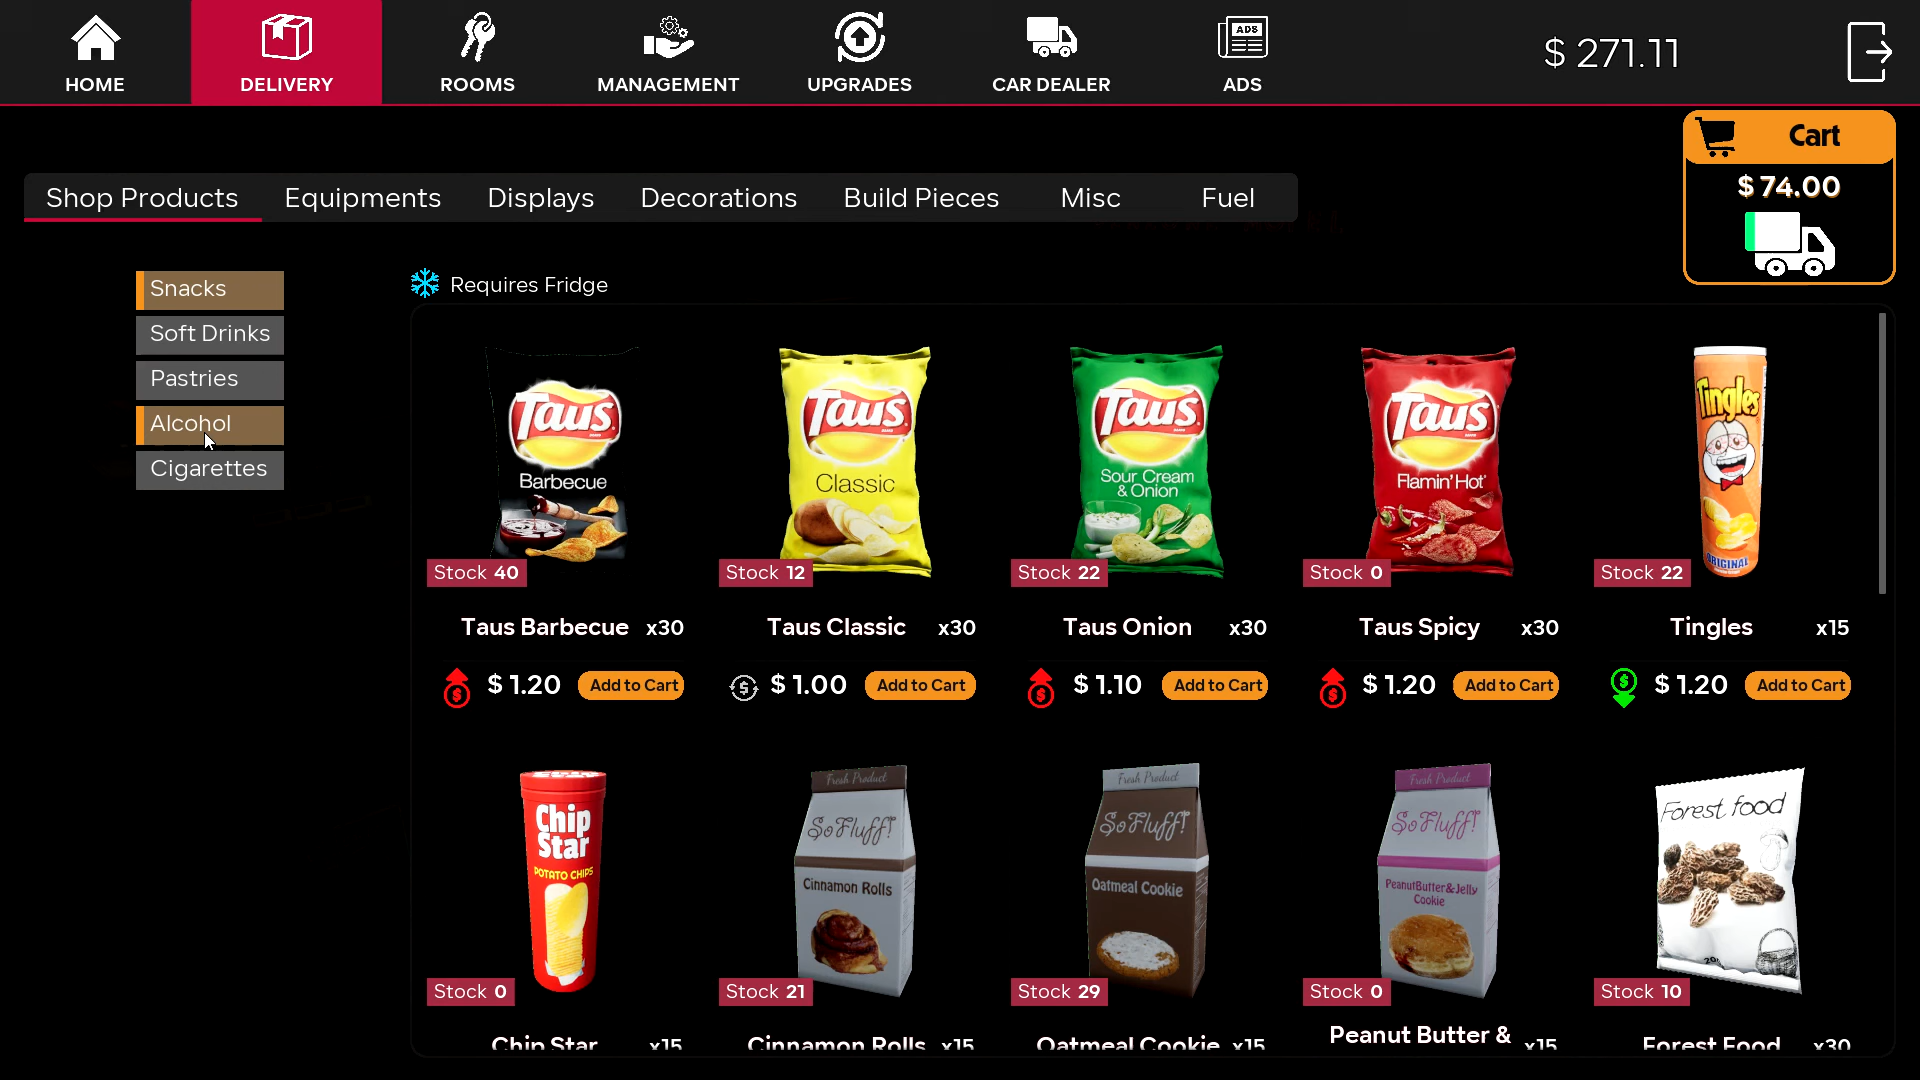 HOME
DELIVERY
ROOMS
MANAGEMENT
UPGRADES
CAR DEALER
ADS
ADS
$ 271.11
Cart
$ 74.00
Shop Products
Equipments
Displays
Decorations
Build Pieces
Misc
Fuel
Snacks
Soft Drinks
Pastries
Alcohol
Cigarettes
Requires Fridge
Taus
Barbecue
Stock 40
Taus Barbecue x30
$ 1.20
Add to Cart
Taus
Classic
Stock 12
Taus Classic x30
$ 1.00
Add to Cart
Taus
Sour Cream
& Onion
Stock 22
Taus Onion x30
$ 1.10
Add to Cart
Taus
Flamin' Hot
Stock 0
Taus Spicy x30
$ 1.20
Add to Cart
Tingles
ORIGINAL
Stock 22
Tingles x15
$ 1.20
Add to Cart
Chip
Star
POTATO CHIPS
Stock 0
Chip Star x15
Fresh Product
SoFluff!
Cinnamon Rolls
Stock 21
Cinnamon Rolls x15
Fresh Product
SoFluff!
Oatmeal Cookie
Stock 29
Oatmeal Cookie x15
Fresh Product
SoFluff!
PeanutButter&Jelly
Cookie
Stock 0
Peanut Butter & x15
Forest food
Stock 10
Forest Food x30